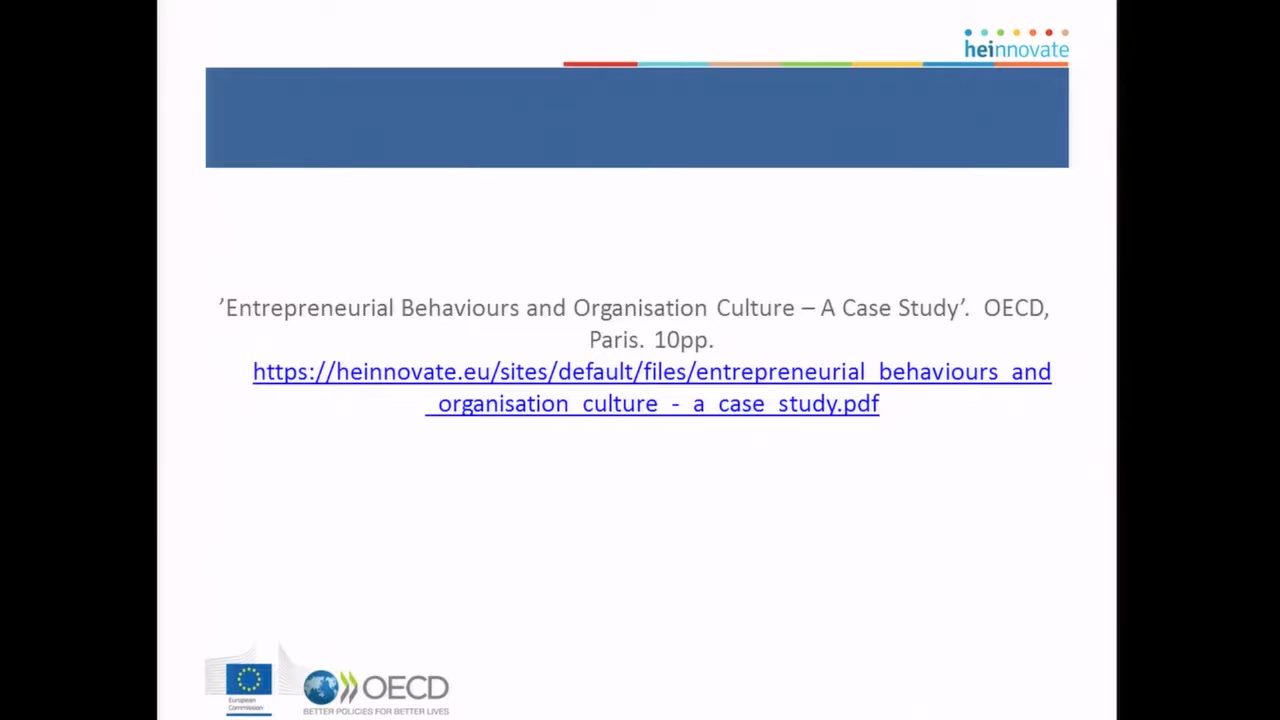 heinnovate
’Entrepreneurial Behaviours and Organisation Culture – A Case Study’.  OECD,
Paris.  10pp.
https://heinnovate.eu/sites/default/files/entrepreneurial_behaviours_and
_organisation_culture_-_a_case_study.pdf
European
Commission
OECD
BETTER POLICIES FOR BETTER LIVES